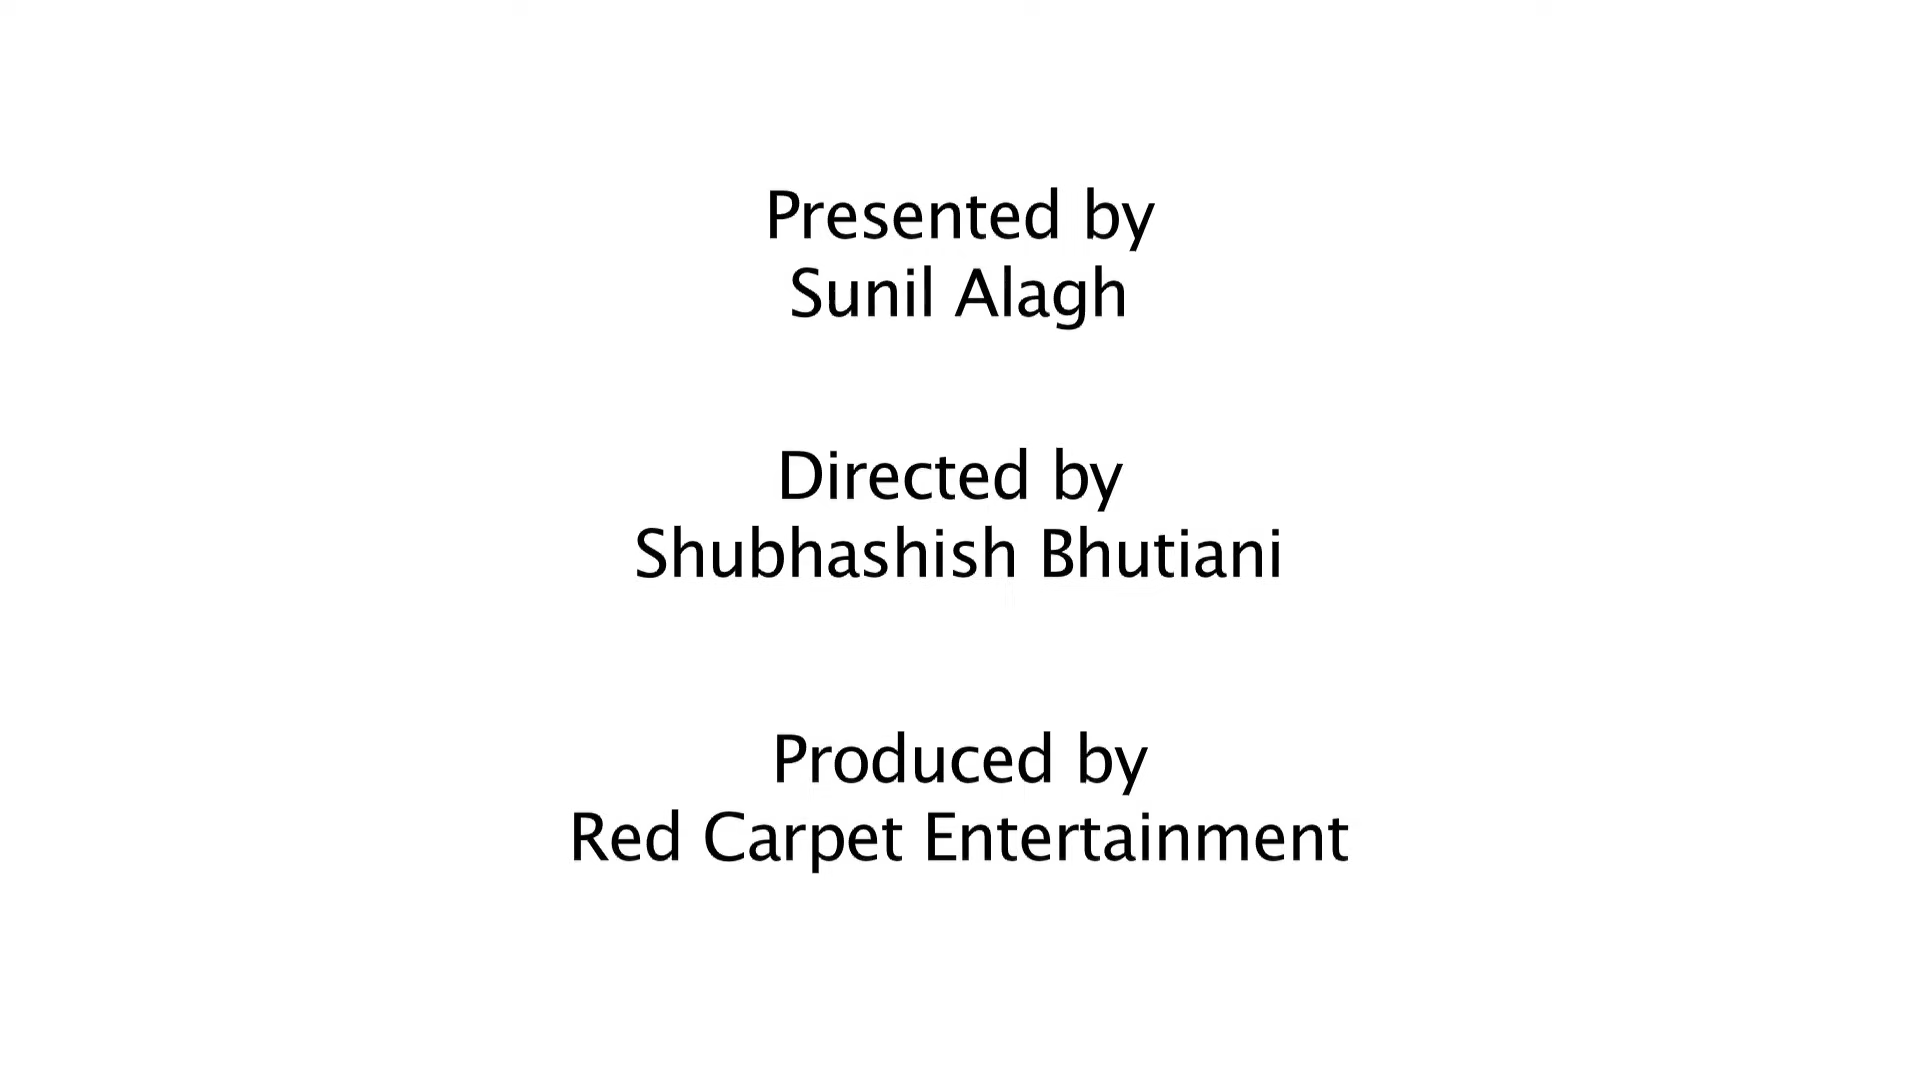 Presented by
Sunil Alagh
Directed by
Shubhashish Bhutiani
Produced by
Red Carpet Entertainment